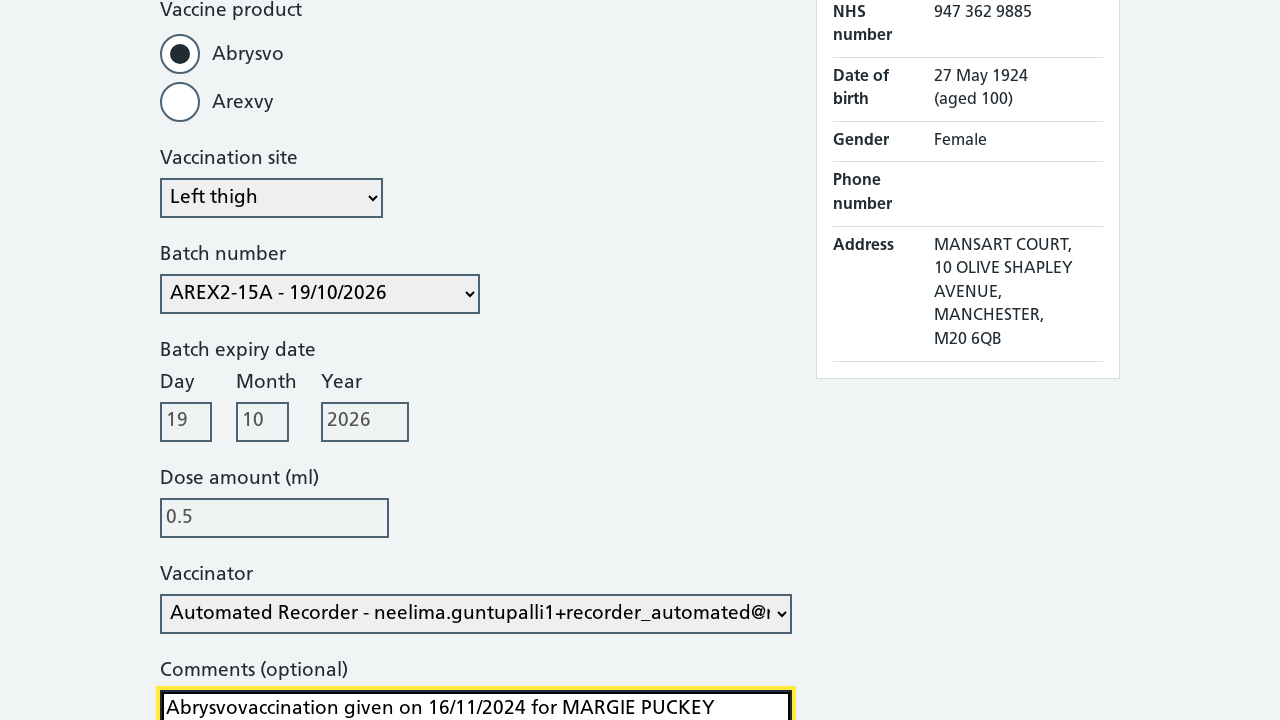 Vaccine product
Abrysvo
Arexvy
Vaccination site
Left thigh
Batch number
AREX2-15A - 19/10/2026
Batch expiry date
Day Month Year
19 10 2026
Dose amount (ml)
0.5
Vaccinator
Automated Recorder - neelima.guntupalli1+recorder_automated@
Comments (optional)
Abrysvovaccination given on 16/11/2024 for MARGIE PUCKEY
NHS number 947 362 9885
Date of birth 27 May 1924 (aged 100)
Gender Female
Phone number
Address MANSART COURT,
10 OLIVE SHAPLEY
AVENUE,
MANCHESTER,
M20 6QB